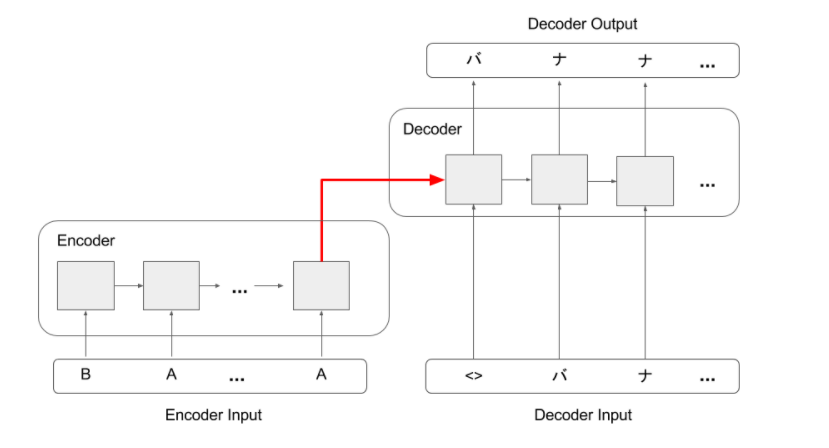 Decoder Output
バ ナ ナ ...
Decoder
...
Encoder
...
B A ... A
<> バ ナ ...
Encoder Input
Decoder Input